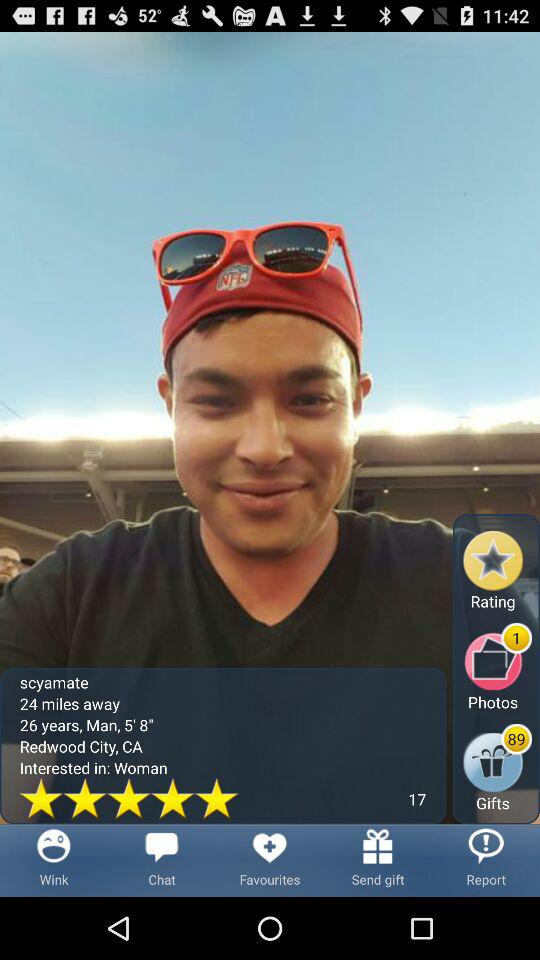 52°
11:42
NFL
Rating
1
Photos
89
Gifts
scyamate
24 miles away
26 years, Man, 5' 8"
Redwood City, CA
Interested in: Woman
17
Wink
Chat
Favourites
Send gift
Report